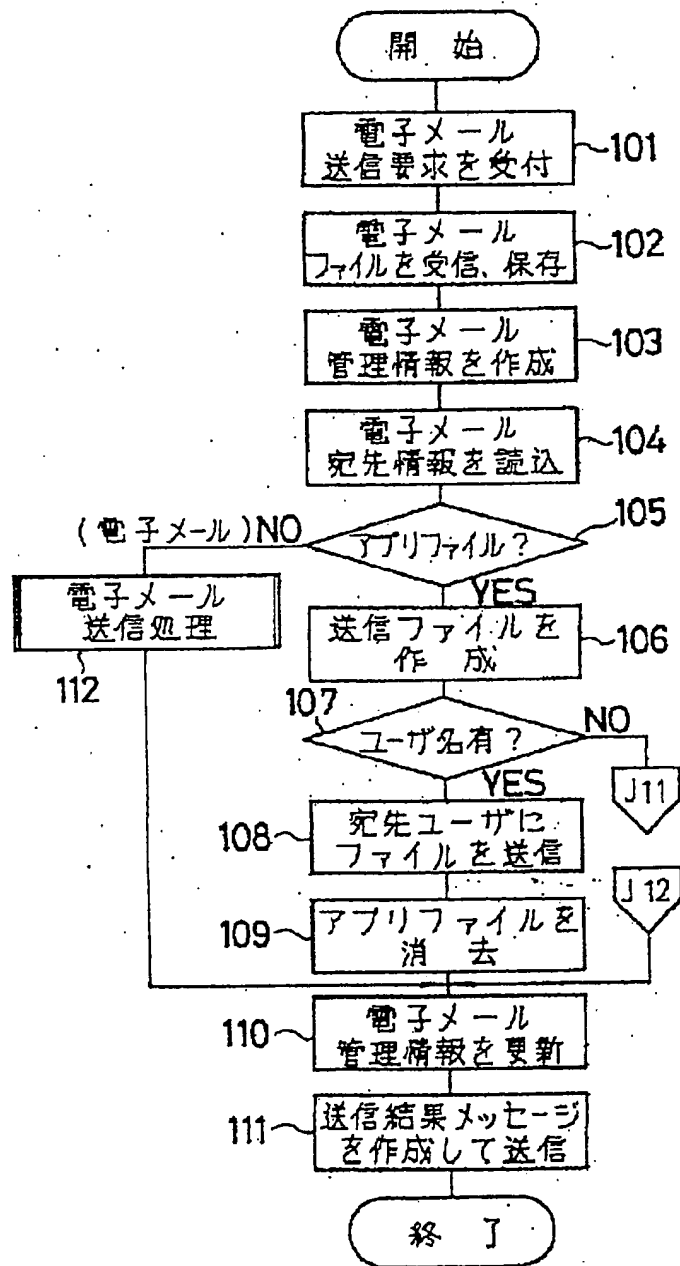 開始
電子メール
送信要求を受付
101
電子メール
ファイルを受信、保存
102
電子メール
管理情報を作成
103
電子メール
宛先情報を読込
104
(電子メール)NO
アプリファイル?
105
YES
電子メール
送信処理
112
送信ファイルを
作成
106
107
ユーザ名有?
NO
J11
YES
108
宛先ユーザに
ファイルを送信
J12
109
アプリファイルを
消去
110
電子メール
管理情報を更新
111
送信結果メッセージ
を作成して送信
終了